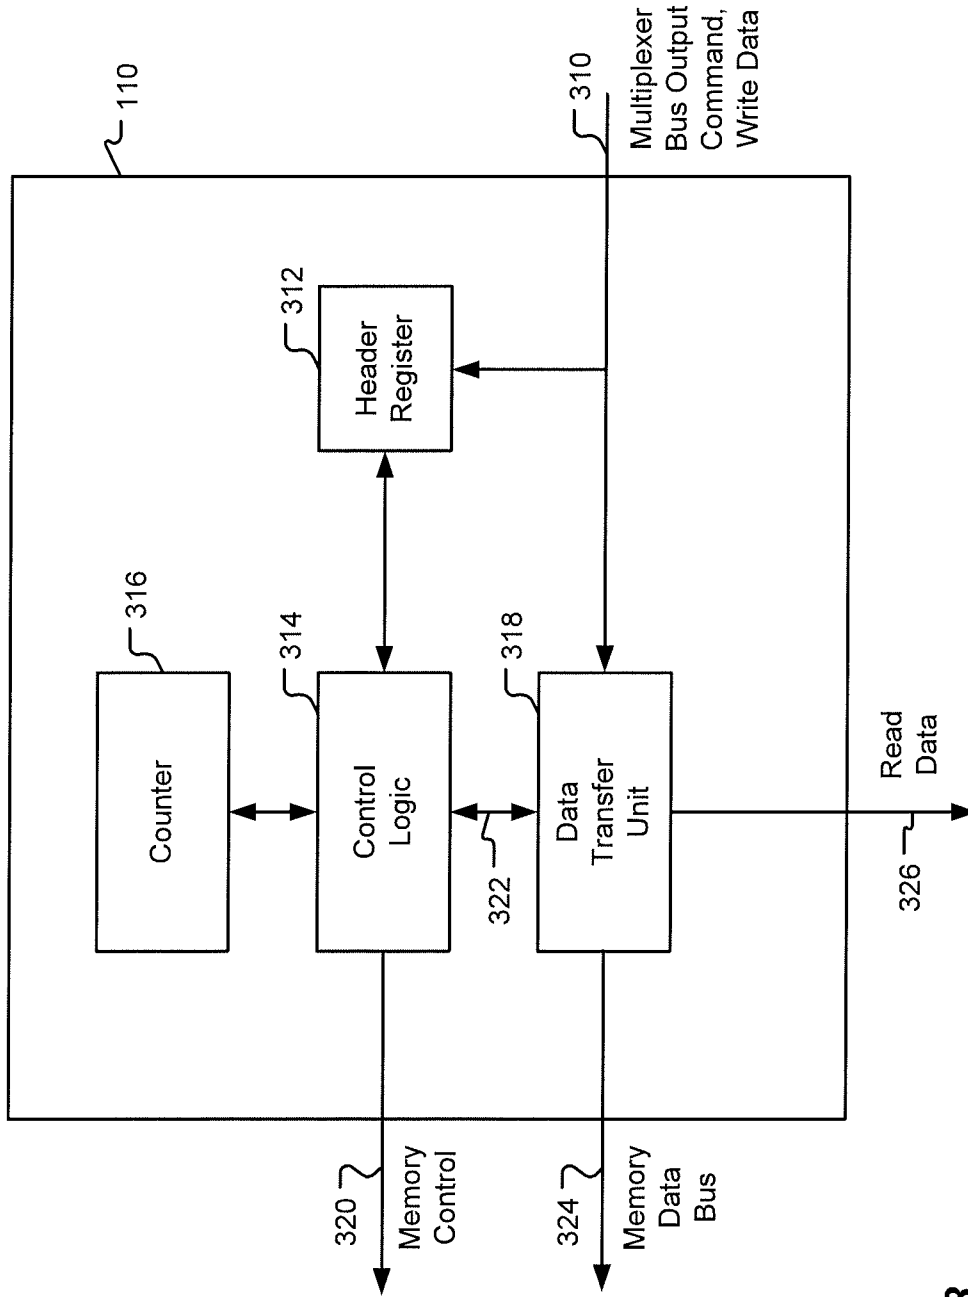 110
316
Counter
314
312
Control
Logic
Header
Register
320
Memory
Control
322
318
Data
Transfer
Unit
310
324
Memory
Data
Bus
Multiplexer
Bus Output
Command,
Write Data
Read
Data
326
3